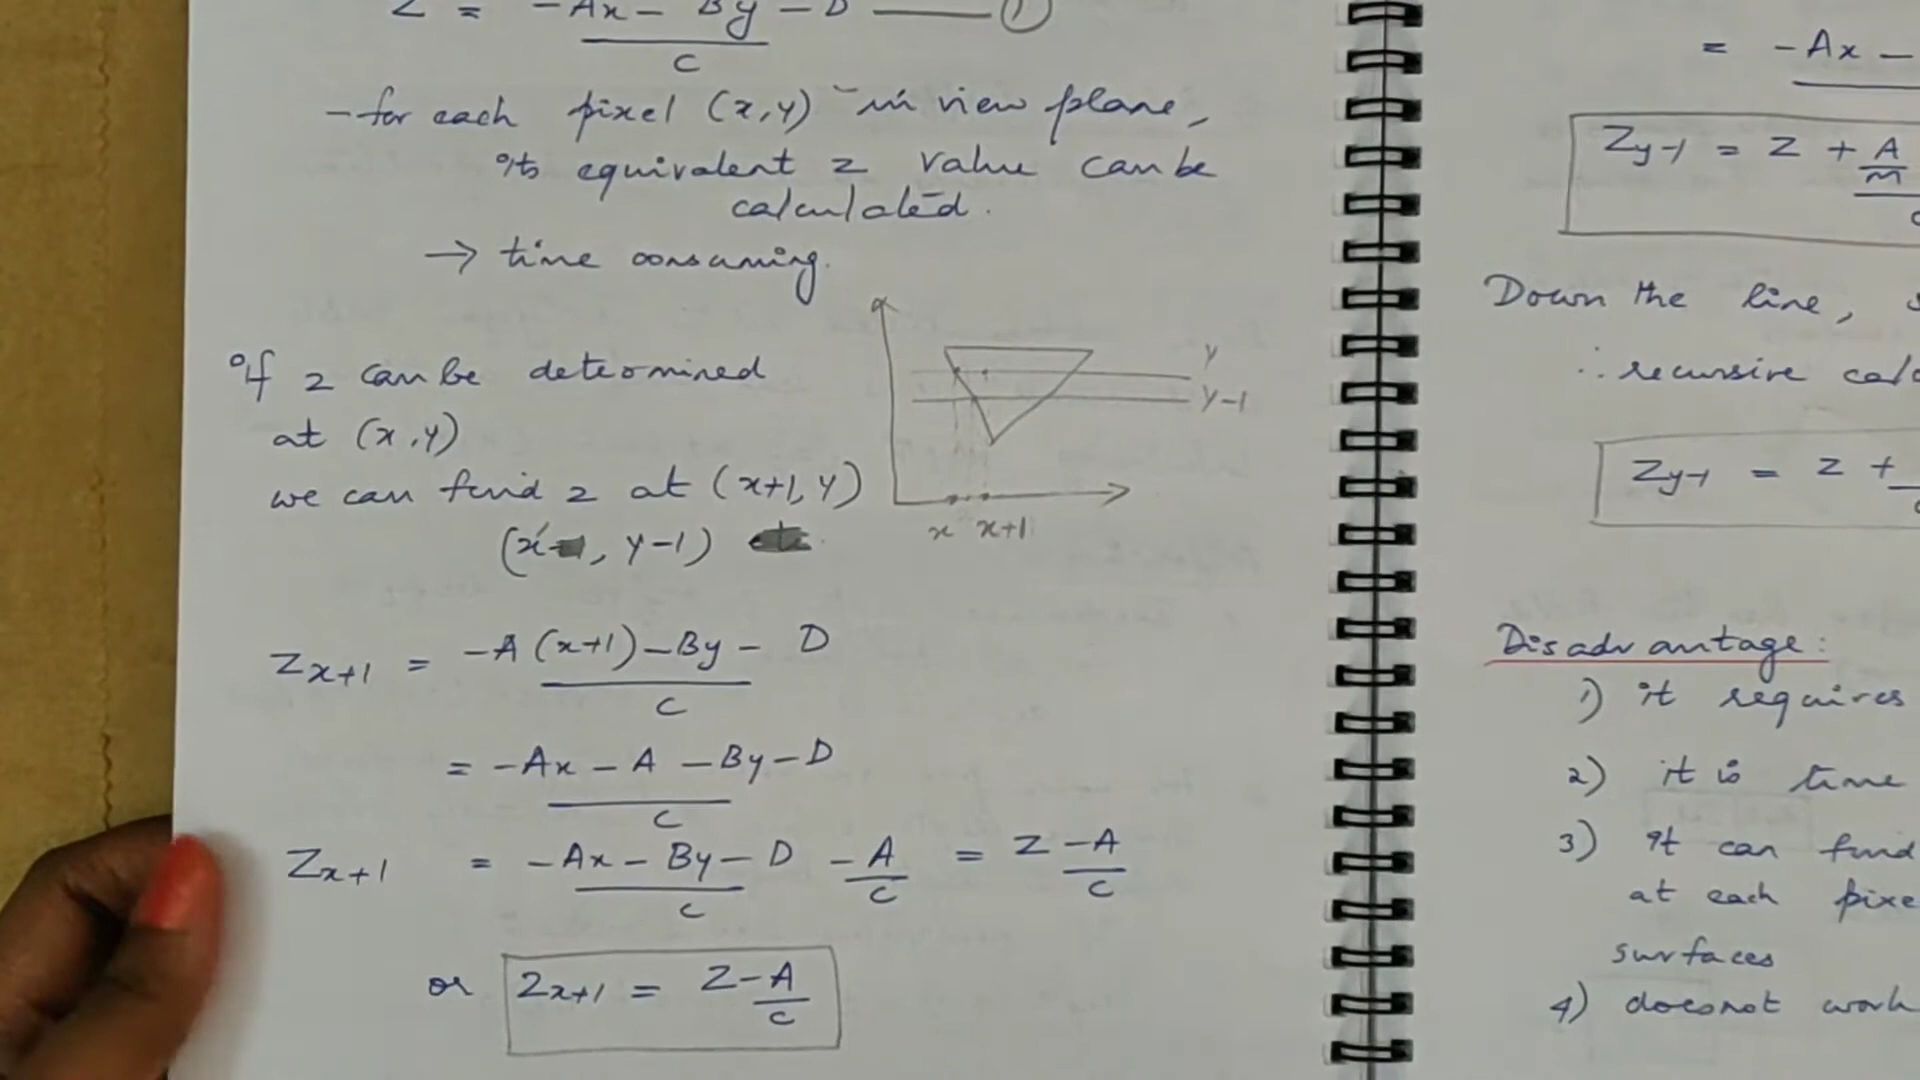 Z = -Ax - By - D ——— ①
C
- for each pixel (x,y) in view plane,
its equivalent z value can be
calculated.
→ time consuming.
If z can be determined
at (x,y)
we can find z at (x+1, y)
(x', y-1)
y
y-1
x x+1
Zx+1 = -A(x+1) - By - D
C
= -Ax - A - By - D
C
Zx+1 = -Ax - By - D - A = Z - A
C C C
or Zx+1 = Z - A
C
= -Ax -
Zy-1 = Z + A
m
C
Down the line,
∴ recursive
Zy-1 = Z +
Disadvantage:
1) it requires
2) it is time
3) It can find
at each
surfaces
4) doesnot work